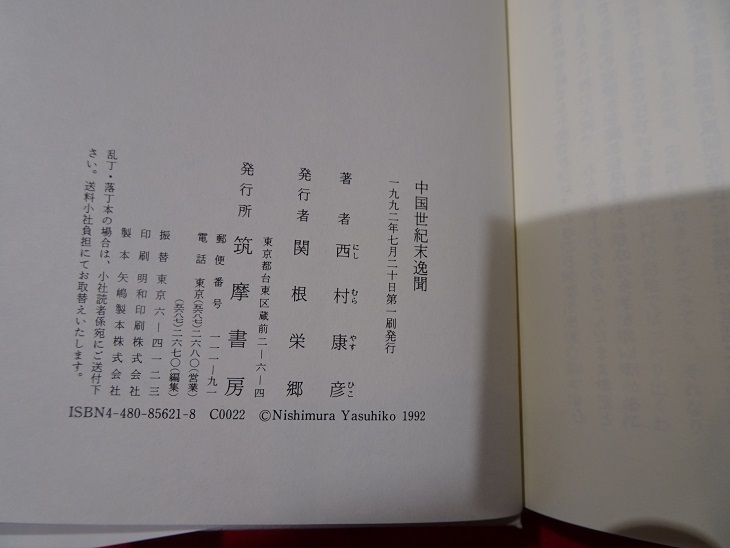 中国世紀末逸聞
一九九二年七月二十日第一刷発行
著者 西村康彦
にし むら やす ひこ
発行者 関根栄郷
発行所 筑摩書房
東京都台東区蔵前二―六―四
郵便番号 一一一―九一
電話 東京(五六八七)二六八〇(営業)
(五六八七)二六七〇(編集)
振替東京六―四一二三
印刷 明和印刷株式会社
製本 矢嶋製本株式会社
乱丁・落丁本の場合は、小社読者係宛にご送付下
さい。送料小社負担にてお取替えいたします。
ISBN4-480-85621-8 C0022 ©Nishimura Yasuhiko 1992